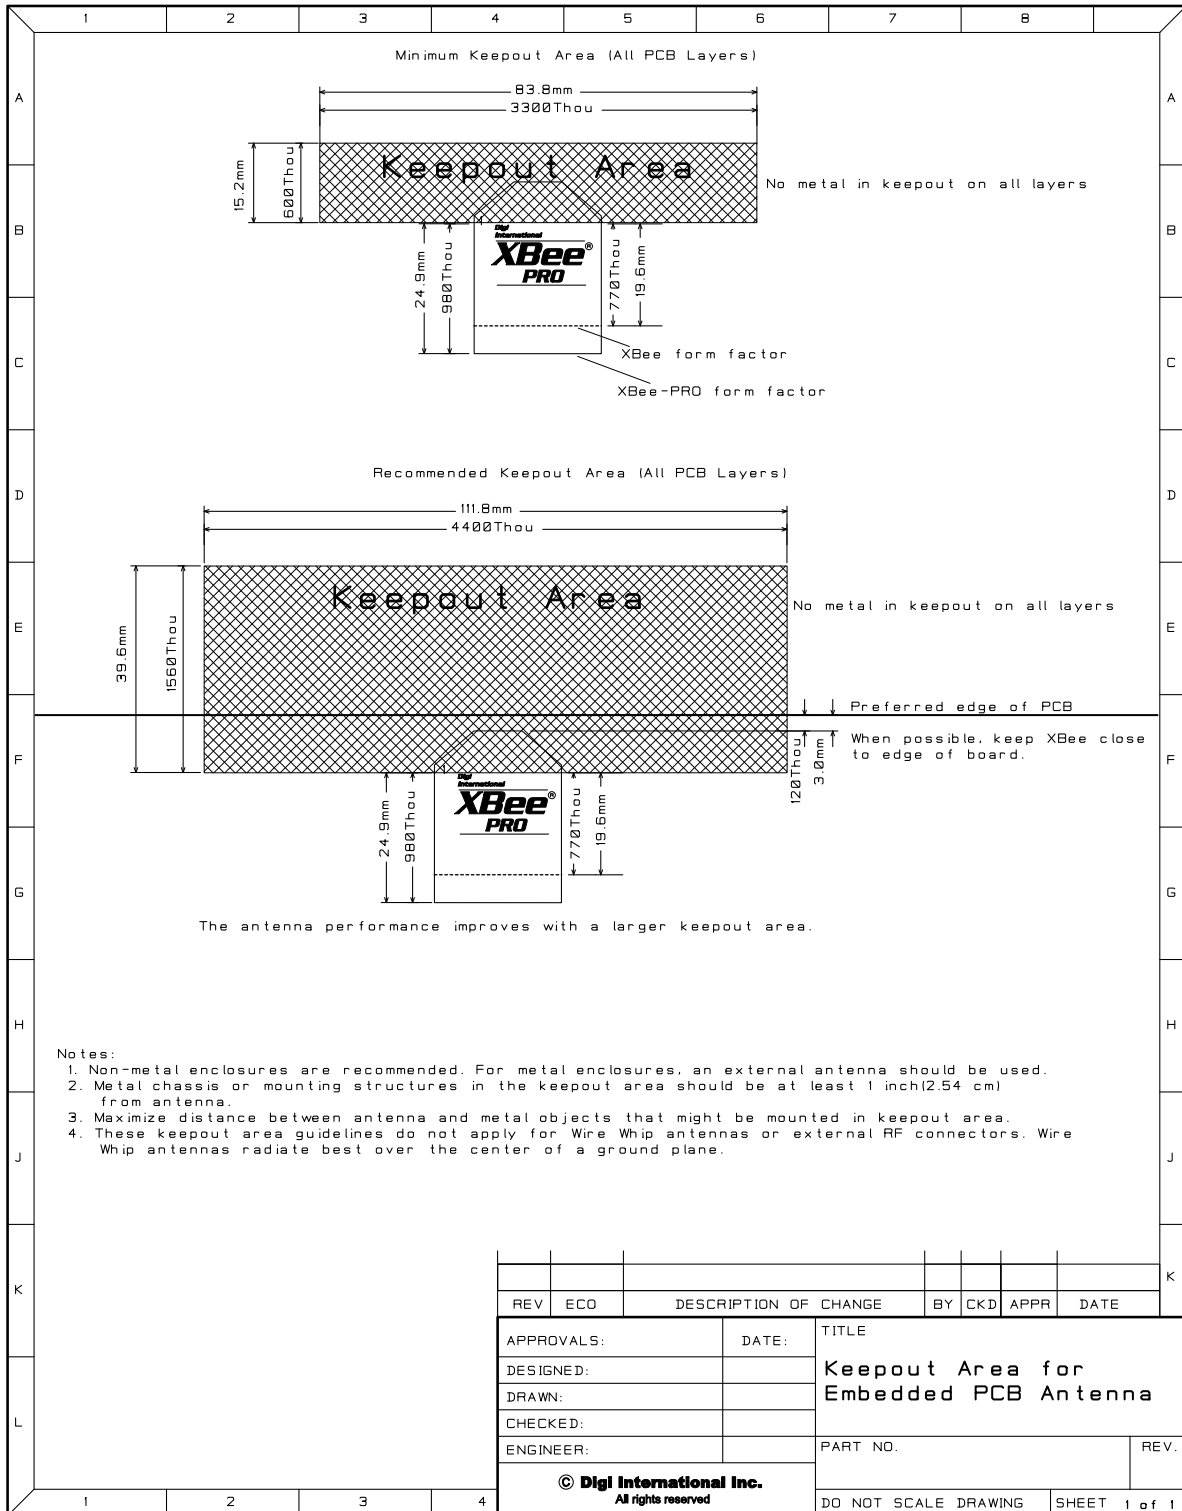 1 2 3 4 5 6 7 8
A A
B B
C C
D D
E E
F F
G G
H H
J J
K K
L
Minimum Keepout Area (All PCB Layers)
83.8mm
3300Thou
15.2mm
600Thou
Keepout Area
No metal in keepout on all layers
Digi
International
XBee®
PRO
24.9mm
980Thou
770Thou
19.6mm
XBee form factor
XBee-PRO form factor
Recommended Keepout Area (All PCB Layers)
111.8mm
4400Thou
39.6mm
1560Thou
Keepout Area
No metal in keepout on all layers
Preferred edge of PCB
When possible, keep XBee close
to edge of board.
120Thou
3.0mm
Digi
International
XBee®
PRO
24.9mm
980Thou
770Thou
19.6mm
The antenna performance improves with a larger keepout area.
Notes:
1. Non-metal enclosures are recommended. For metal enclosures, an external antenna should be used.
2. Metal chassis or mounting structures in the keepout area should be at least 1 inch(2.54 cm)
from antenna.
3. Maximize distance between antenna and metal objects that might be mounted in keepout area.
4. These keepout area guidelines do not apply for Wire Whip antennas or external RF connectors. Wire
Whip antennas radiate best over the center of a ground plane.
REV ECO DESCRIPTION OF CHANGE BY CKD APPR DATE
APPROVALS: DATE:
DESIGNED:
DRAWN:
CHECKED:
ENGINEER:
TITLE
Keepout Area for
Embedded PCB Antenna
PART NO. REV.
© Digi International Inc.
All rights reserved
DO NOT SCALE DRAWING SHEET 1 of 1
1 2 3 4